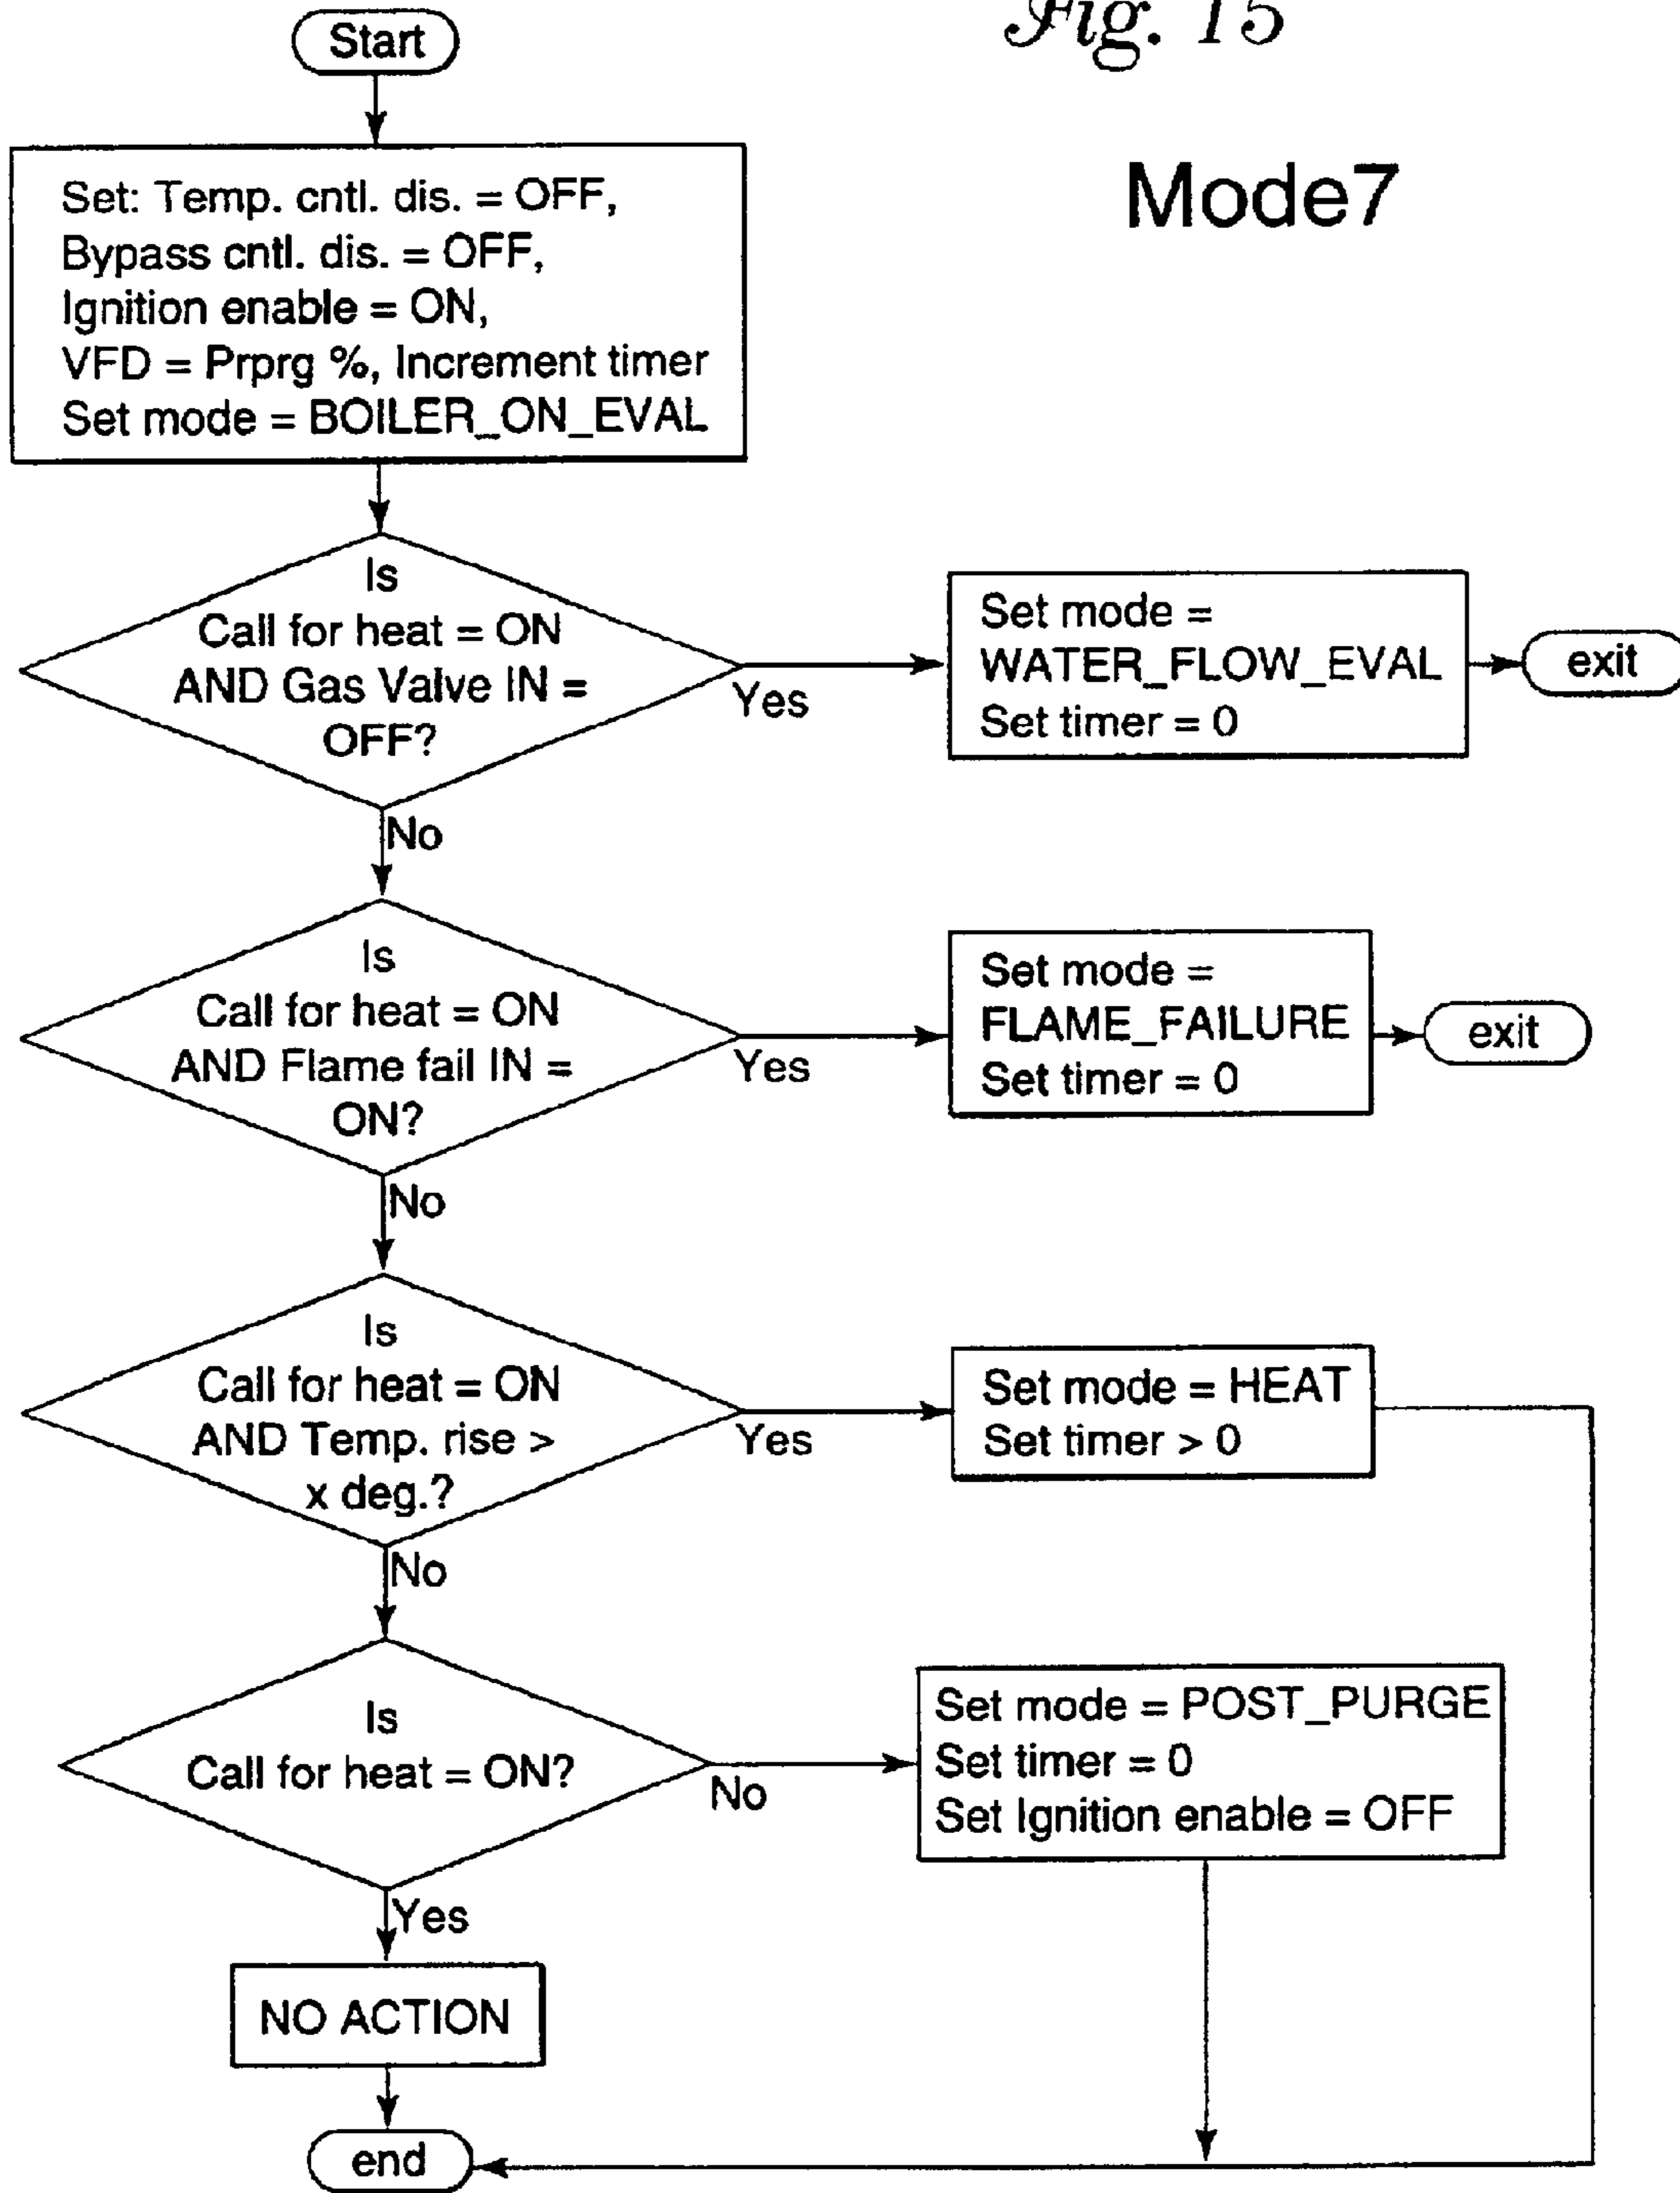 Fig. 15
Mode7
Start
Set: Temp. cntl. dis. = OFF,
Bypass cntl. dis. = OFF,
Ignition enable = ON,
VFD = Prprg %, Increment timer
Set mode = BOILER_ON_EVAL
Is
Call for heat = ON
AND Gas Valve IN =
OFF?
Yes
Set mode =
WATER_FLOW_EVAL
Set timer = 0
exit
No
Is
Call for heat = ON
AND Flame fail IN =
ON?
Yes
Set mode =
FLAME_FAILURE
Set timer = 0
exit
No
Is
Call for heat = ON
AND Temp. rise >
x deg.?
Yes
Set mode = HEAT
Set timer > 0
No
Is
Call for heat = ON?
No
Set mode = POST_PURGE
Set timer = 0
Set Ignition enable = OFF
Yes
NO ACTION
end